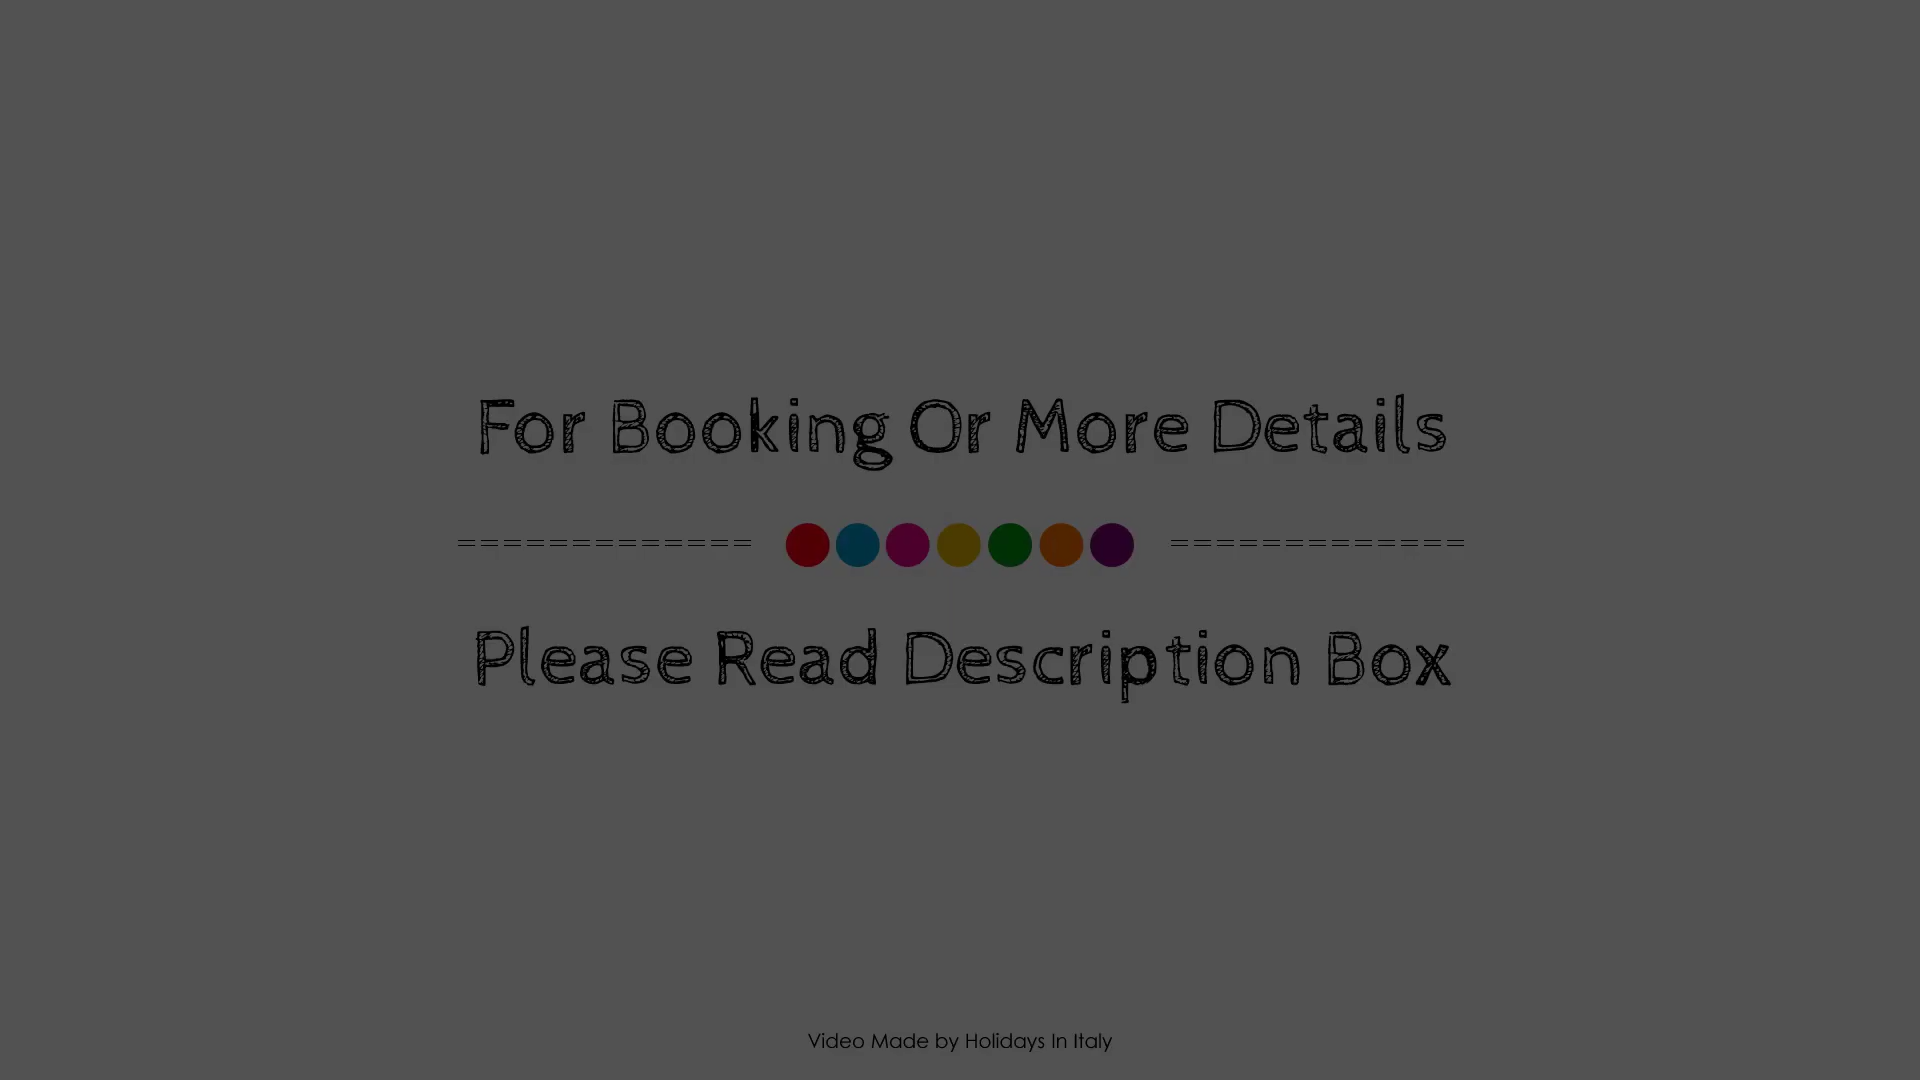 For Booking Or More Details
============= =============
Please Read Description Box
Video Made by Holidays In Italy